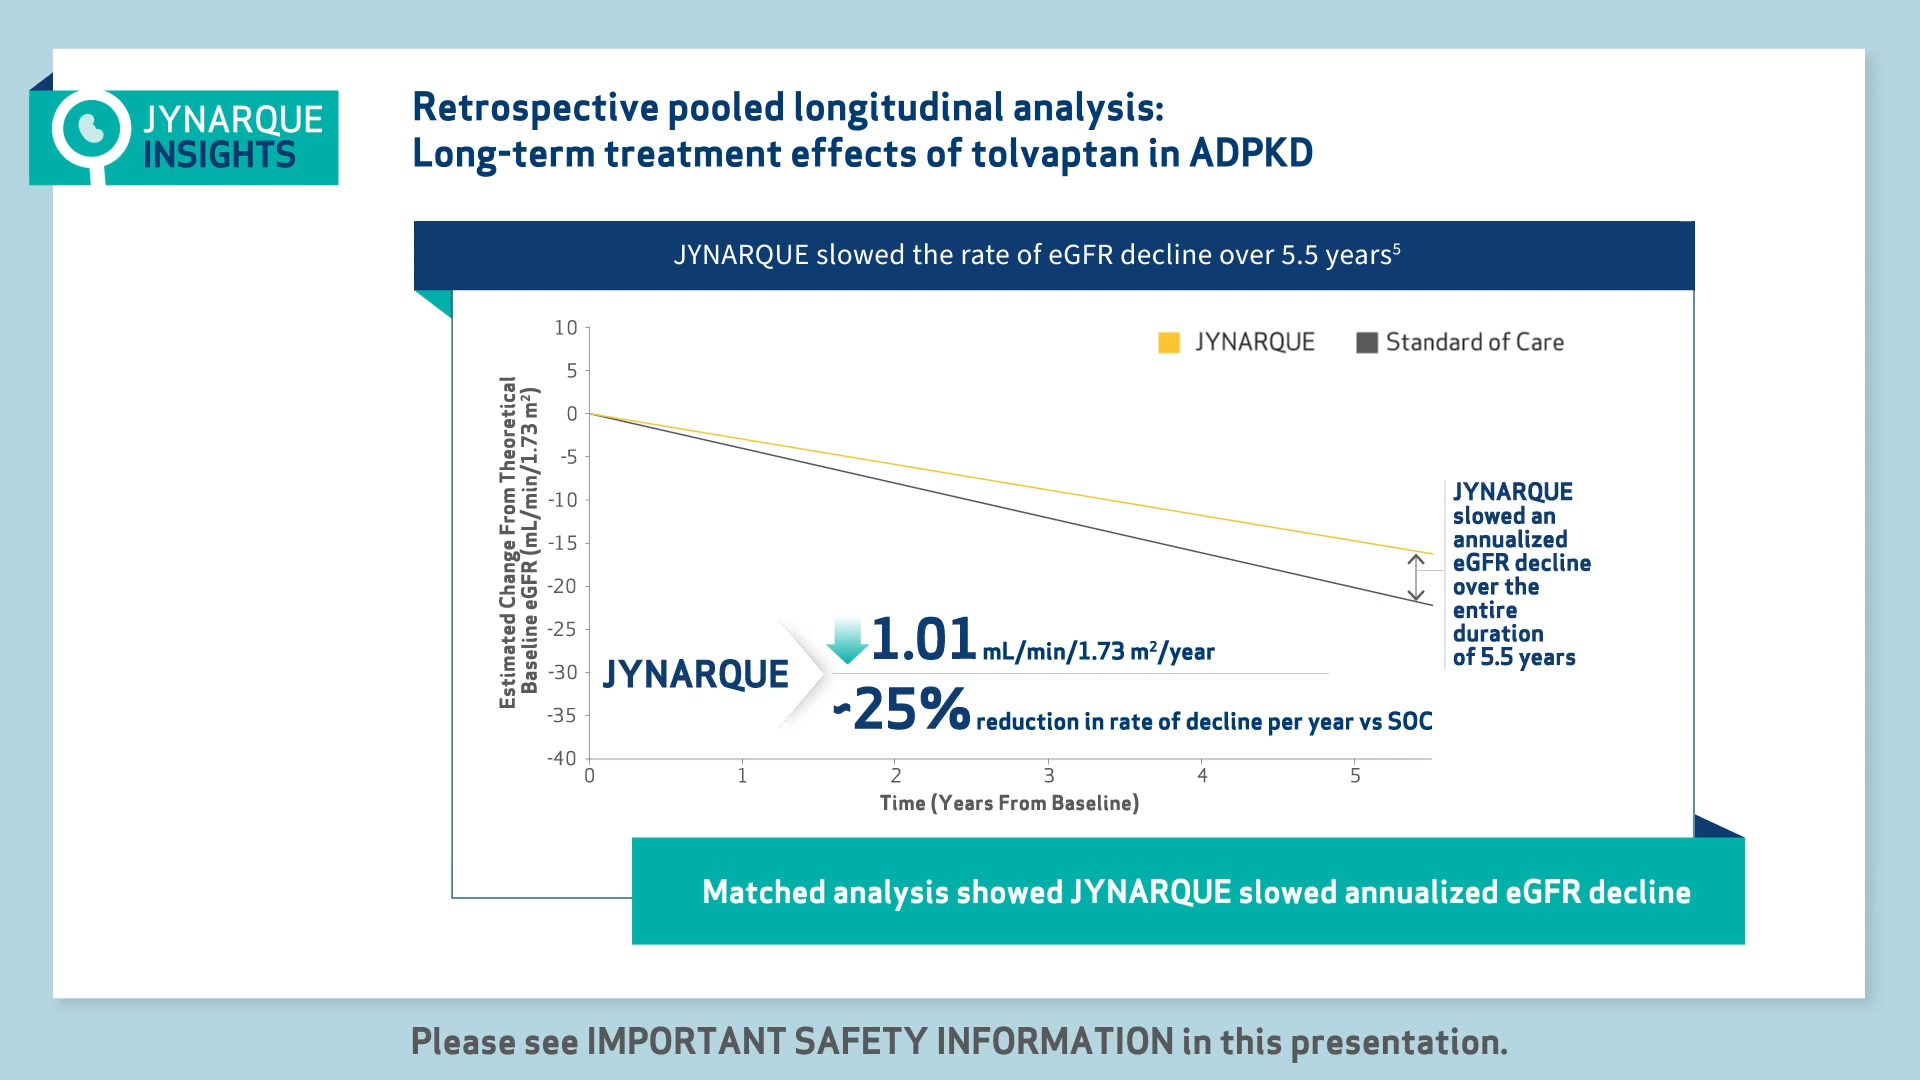 JYNARQUE
INSIGHTS
Retrospective pooled longitudinal analysis:
Long-term treatment effects of tolvaptan in ADPKD
JYNARQUE slowed the rate of eGFR decline over 5.5 years⁵
JYNARQUE
Standard of Care
Estimated Change From Theoretical
Baseline eGFR (mL/min/1.73 m²)
10
5
0
-5
-10
-15
-20
-25
-30
-35
-40
JYNARQUE
slowed an
annualized
eGFR decline
over the
entire
duration
of 5.5 years
JYNARQUE
1.01 mL/min/1.73 m²/year
~25% reduction in rate of decline per year vs SOC
0 1 2 3 4 5
Time (Years From Baseline)
Matched analysis showed JYNARQUE slowed annualized eGFR decline
Please see IMPORTANT SAFETY INFORMATION in this presentation.